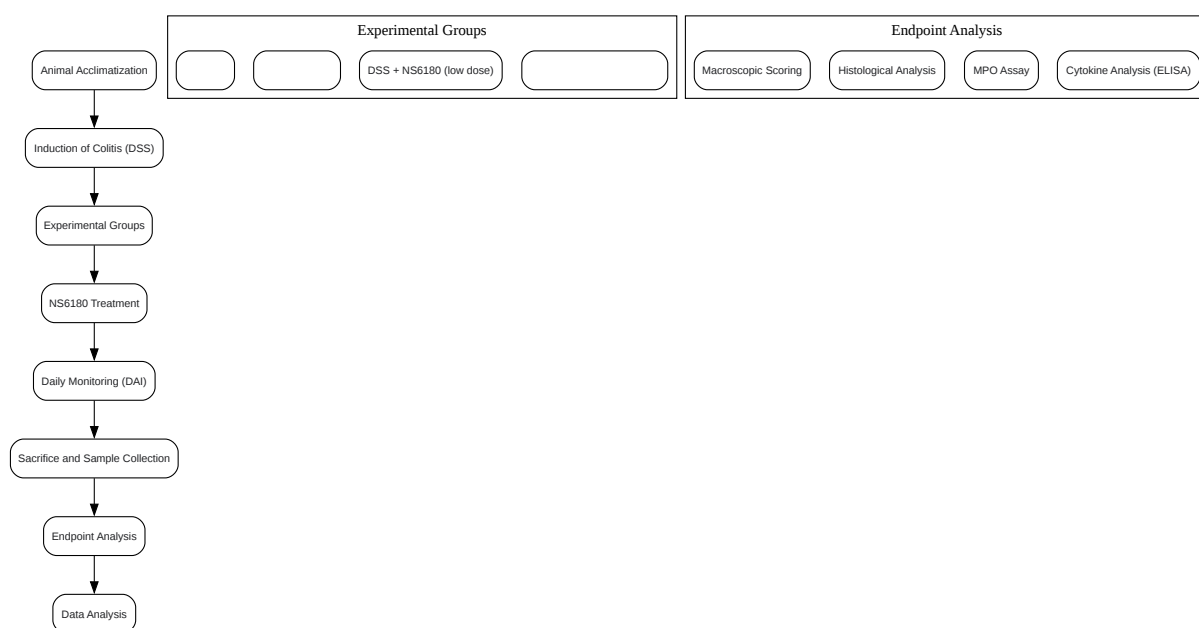 Experimental Groups
Endpoint Analysis
Animal Acclimatization
DSS + NS6180 (low dose)
Macroscopic Scoring
Histological Analysis
MPO Assay
Cytokine Analysis (ELISA)
Induction of Colitis (DSS)
Experimental Groups
NS6180 Treatment
Daily Monitoring (DAI)
Sacrifice and Sample Collection
Endpoint Analysis
Data Analysis